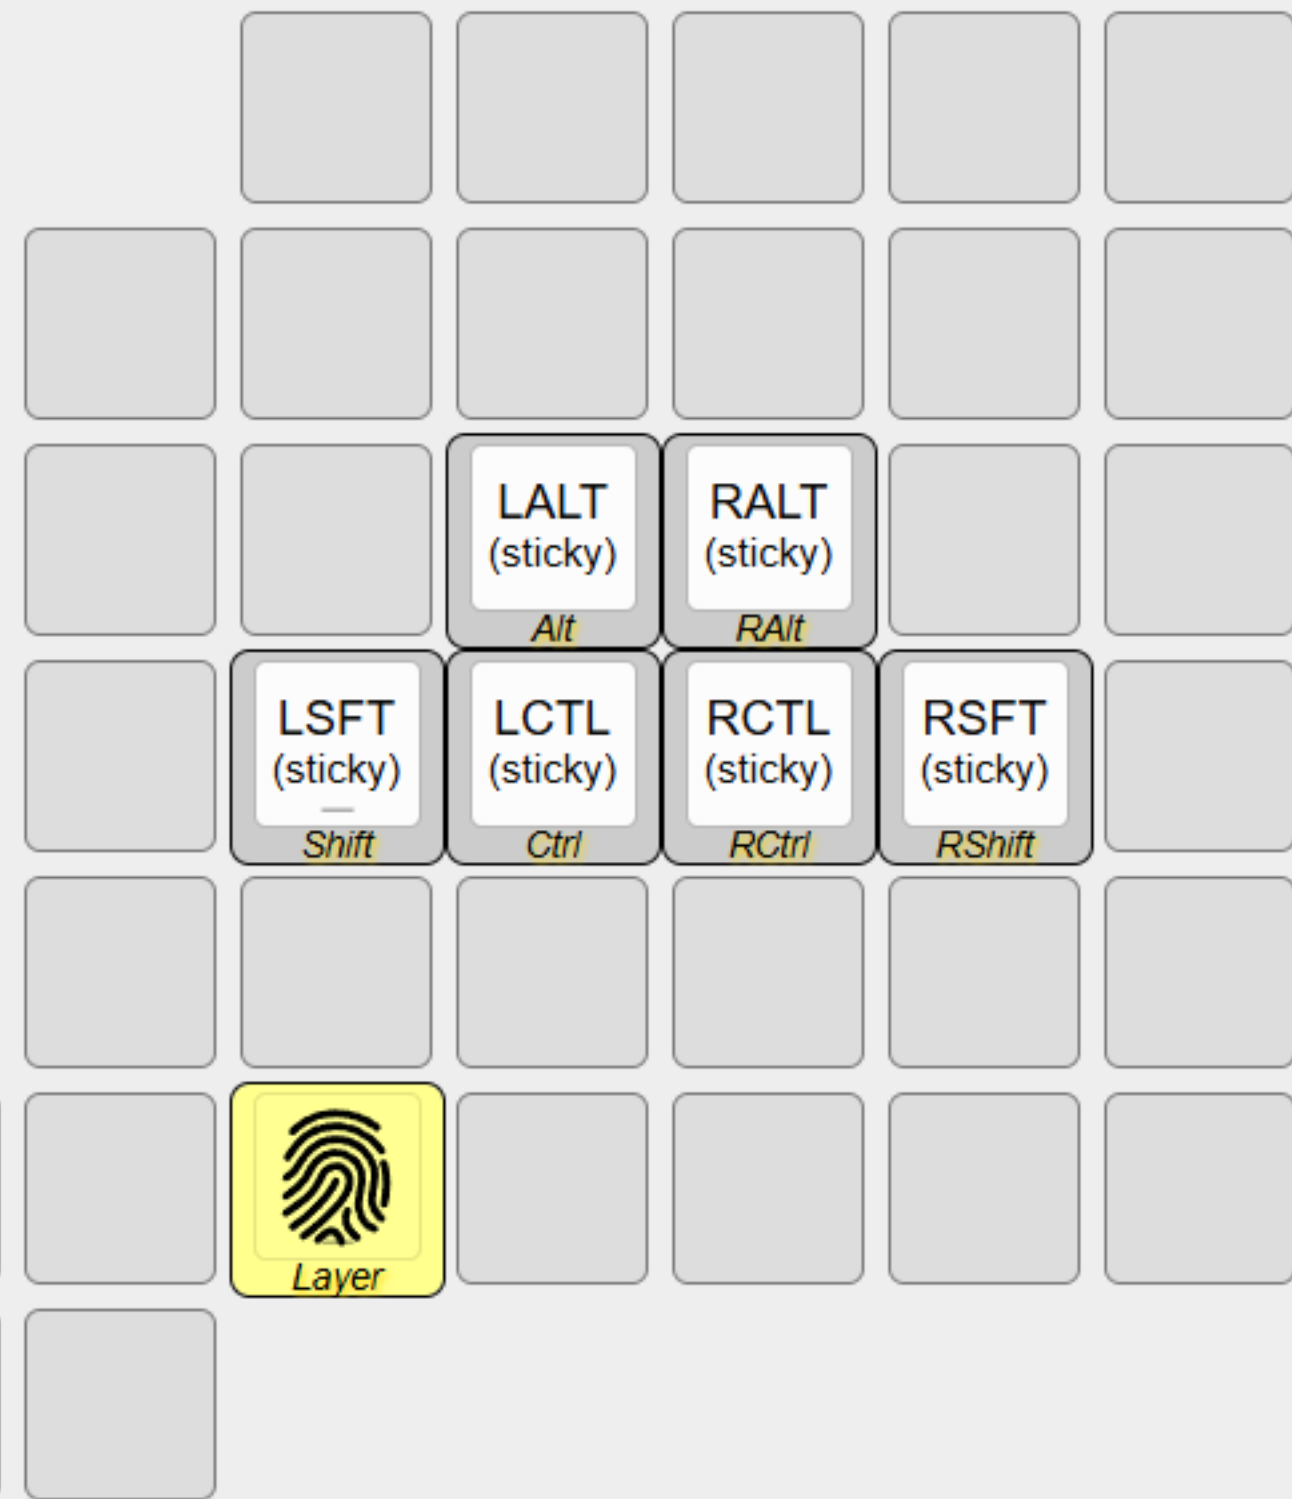 LALT
(sticky)
Alt
RALT
(sticky)
RAlt
LSFT
(sticky)
Shift
LCTL
(sticky)
Ctrl
RCTL
(sticky)
RCtrl
RSFT
(sticky)
RShift
Layer